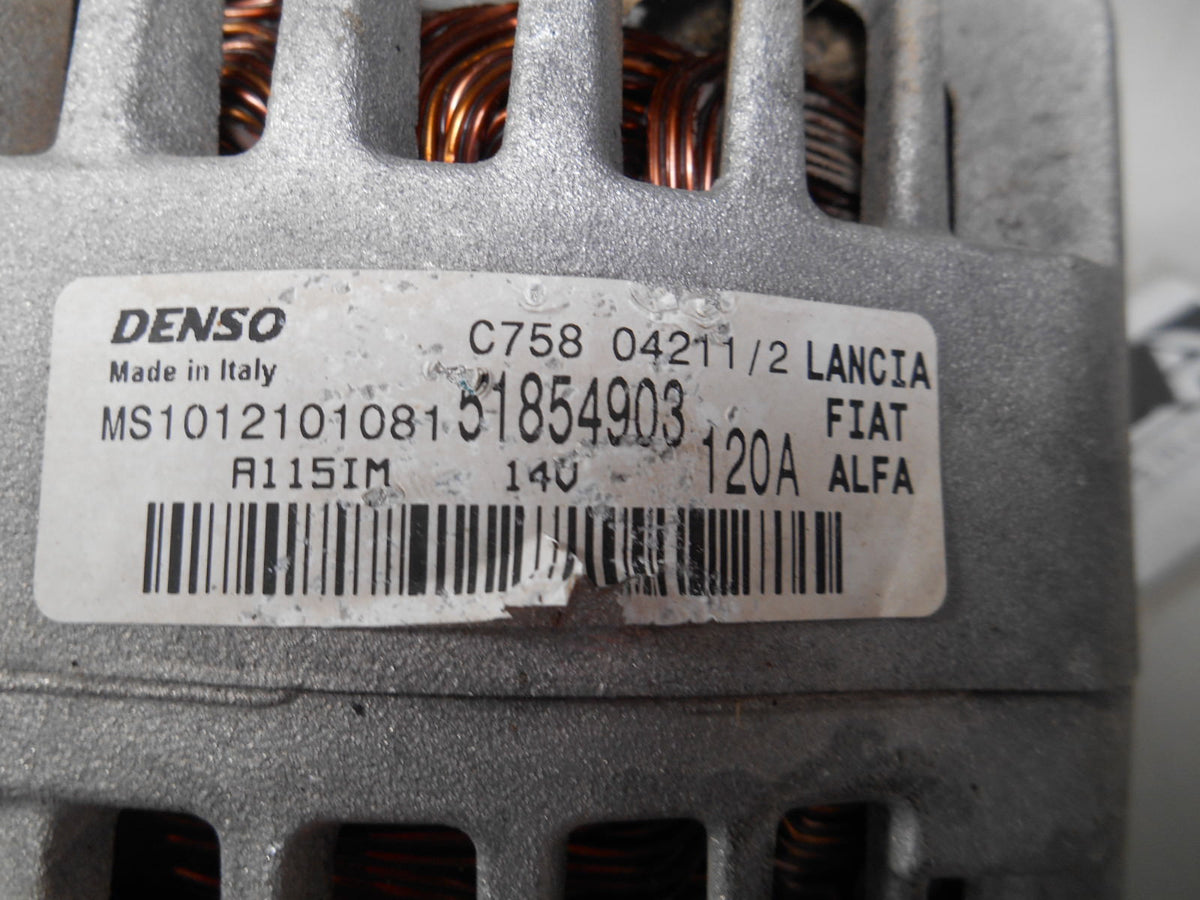 DENSO
C758 04211/2 LANCIA
Made in Italy
MS1012101081 51854903 FIAT
A115IM 14V 120A ALFA